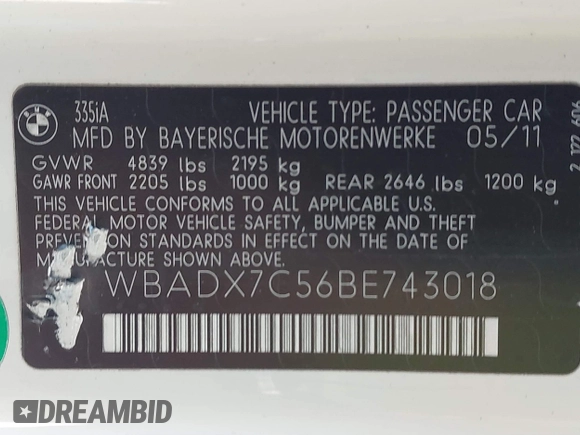 335iA VEHICLE TYPE: PASSENGER CAR
MFD BY BAYERISCHE MOTORENWERKE 05/11
GVWR 4839 lbs 2195 kg
GAWR FRONT 2205 lbs 1000 kg REAR 2646 lbs 1200 kg
THIS VEHICLE CONFORMS TO ALL APPLICABLE U.S.
FEDERAL MOTOR VEHICLE SAFETY, BUMPER AND THEFT
PREVENTION STANDARDS IN EFFECT ON THE DATE OF
MANUFACTURE SHOWN ABOVE.
WBADX7C56BE743018
DREAMBID